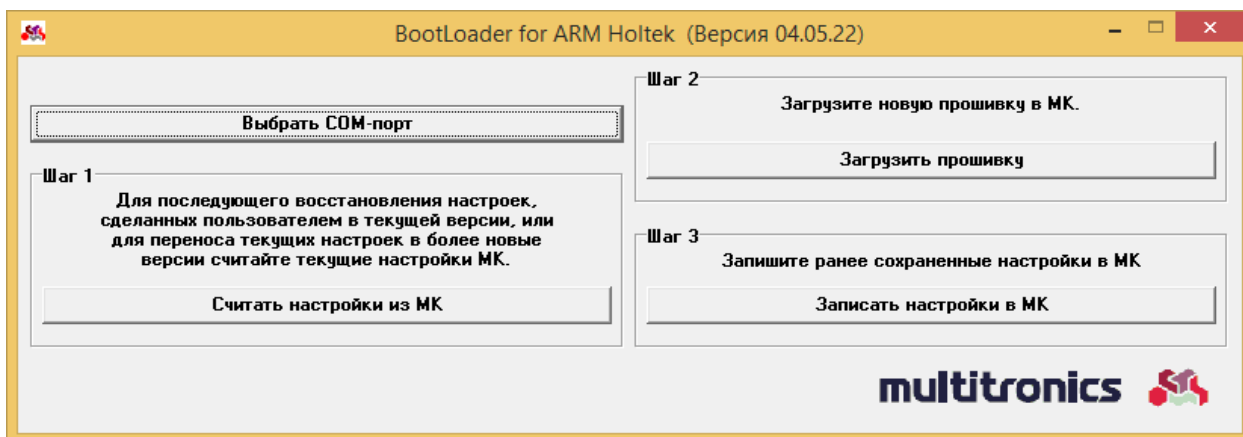 BootLoader for ARM Holtek (Версия 04.05.22)
Выбрать COM-порт
Шаг 1
Для последующего восстановления настроек,
сделанных пользователем в текущей версии, или
для переноса текущих настроек в более новые
версии считайте текущие настройки МК.
Считать настройки из МК
Шаг 2
Загрузите новую прошивку в МК.
Загрузить прошивку
Шаг 3
Запишите ранее сохраненные настройки в МК
Записать настройки в МК
multitronics